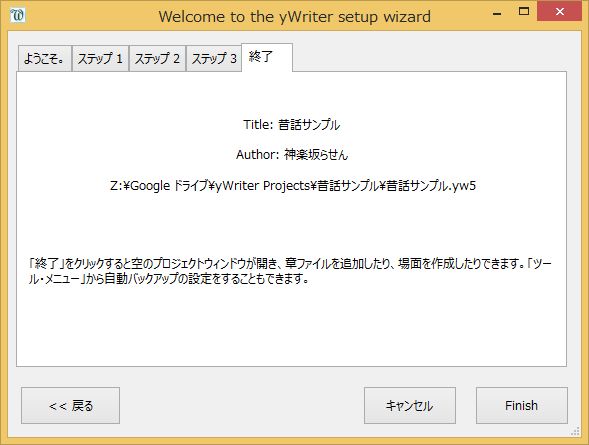 Welcome to the yWriter setup wizard
ようこそ。 ステップ 1 ステップ 2 ステップ 3 終了
Title: 昔話サンプル
Author: 神楽坂らせん
Z:¥Google ドライブ¥yWriter Projects¥昔話サンプル¥昔話サンプル.yw5
「終了」をクリックすると空のプロジェクトウィンドウが開き、章ファイルを追加したり、場面を作成したりできます。「ツー
ル・メニュー」から自動バックアップの設定をすることもできます。
<< 戻る キャンセル Finish